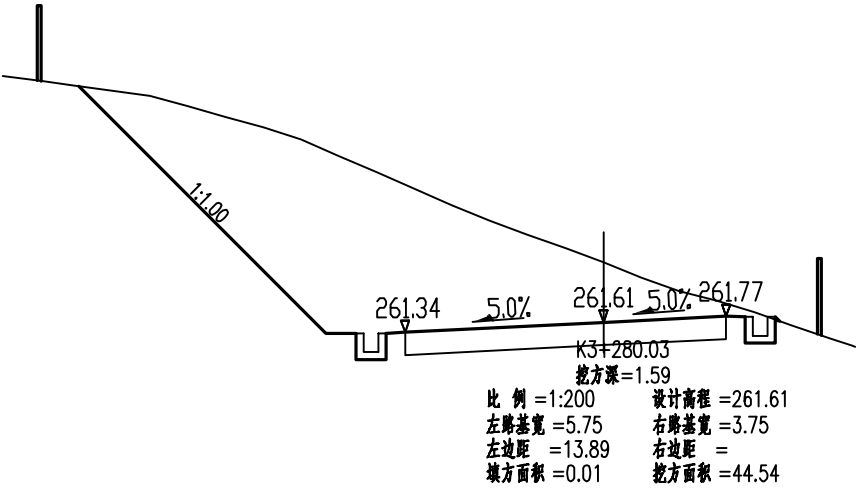 1:1.00
261.34
5.0%
261.61
5.0%
261.77
K3+280.03
挖方深=1.59
比 例 =1:200 设计高程 =261.61
左路基宽 =5.75 右路基宽 =3.75
左边距 =13.89 右边距 =
填方面积 =0.01 挖方面积 =44.54